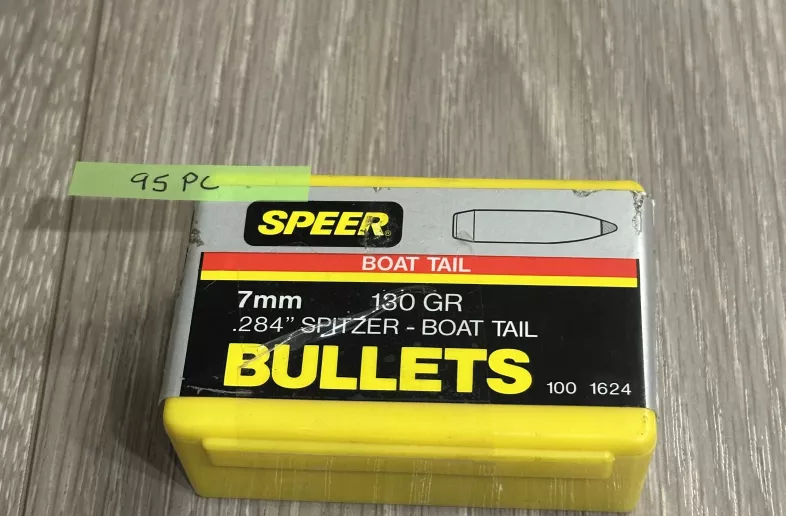 95 PC
SPEER®
BOAT TAIL
7mm 130 GR
.284" SPITZER - BOAT TAIL
BULLETS 100 1624